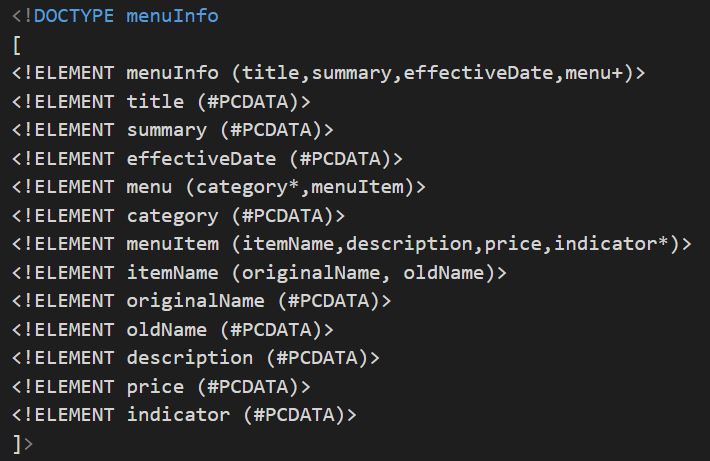 <!DOCTYPE menuInfo
[
<!ELEMENT menuInfo (title,summary,effectiveDate,menu+)>
<!ELEMENT title (#PCDATA)>
<!ELEMENT summary (#PCDATA)>
<!ELEMENT effectiveDate (#PCDATA)>
<!ELEMENT menu (category*,menuItem)>
<!ELEMENT category (#PCDATA)>
<!ELEMENT menuItem (itemName,description,price,indicator*)>
<!ELEMENT itemName (originalName, oldName)>
<!ELEMENT originalName (#PCDATA)>
<!ELEMENT oldName (#PCDATA)>
<!ELEMENT description (#PCDATA)>
<!ELEMENT price (#PCDATA)>
<!ELEMENT indicator (#PCDATA)>
]>